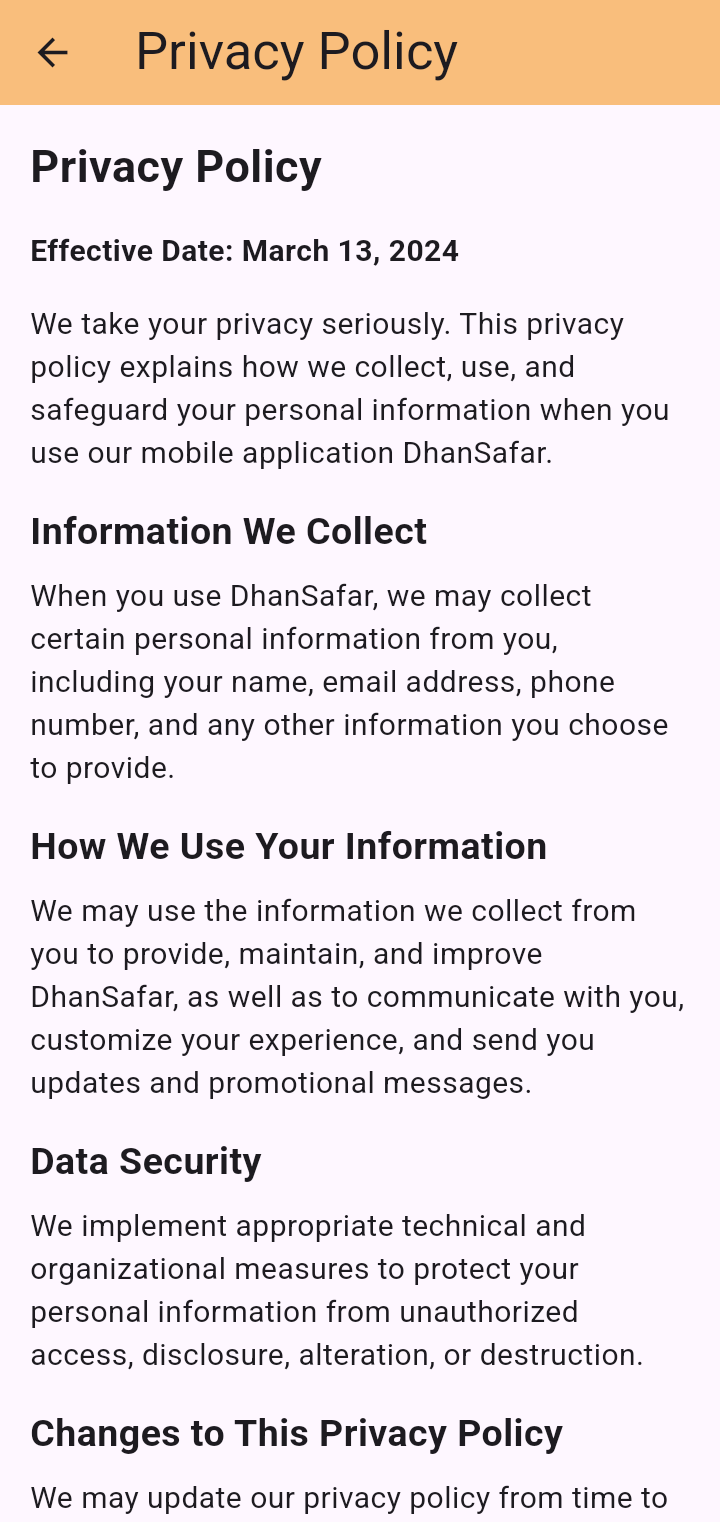 Privacy Policy
Privacy Policy
Effective Date: March 13, 2024
We take your privacy seriously. This privacy
policy explains how we collect, use, and
safeguard your personal information when you
use our mobile application DhanSafar.
Information We Collect
When you use DhanSafar, we may collect
certain personal information from you,
including your name, email address, phone
number, and any other information you choose
to provide.
How We Use Your Information
We may use the information we collect from
you to provide, maintain, and improve
DhanSafar, as well as to communicate with you,
customize your experience, and send you
updates and promotional messages.
Data Security
We implement appropriate technical and
organizational measures to protect your
personal information from unauthorized
access, disclosure, alteration, or destruction.
Changes to This Privacy Policy
We may update our privacy policy from time to